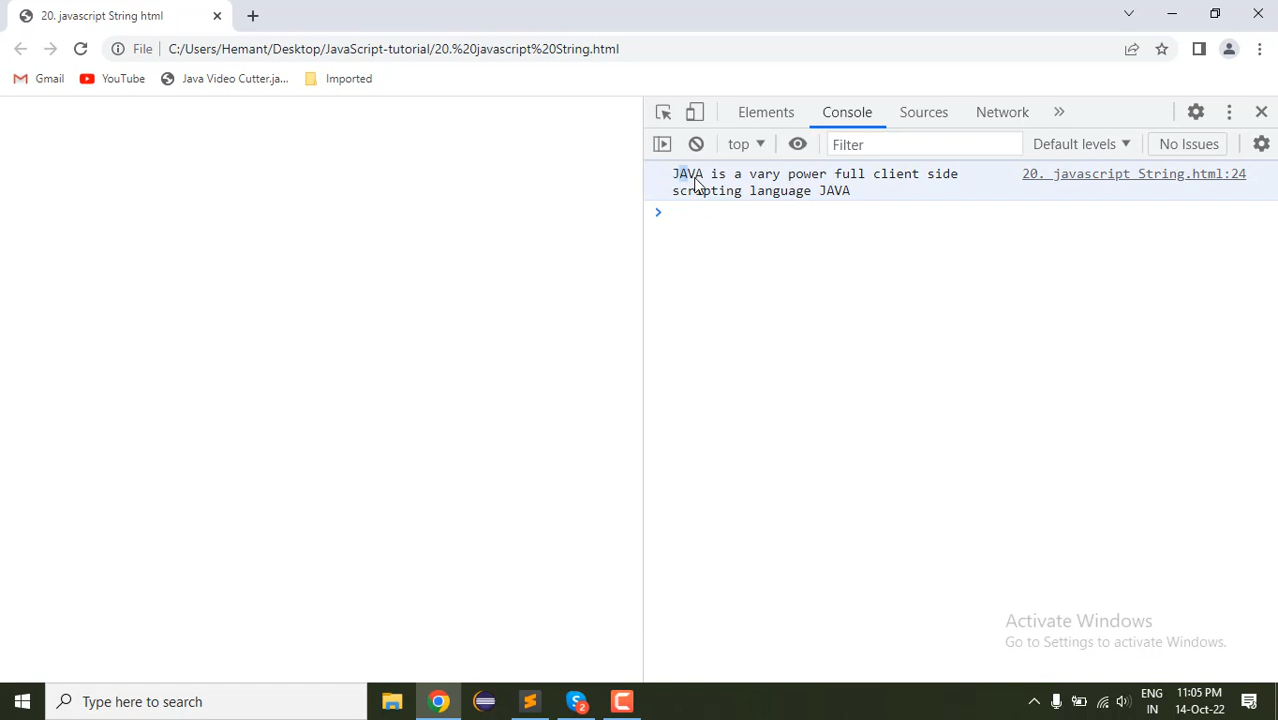 20. javascript String html
File
C:/Users/Hemant/Desktop/JavaScript-tutorial/20.%20javascript%20String.html
Gmail
YouTube
Java Video Cutter.ja...
Imported
Elements
Console
Sources
Network
top
Filter
Default levels
No Issues
JAVA is a vary power full client side
20. javascript String.html:24
scripting language JAVA
Activate Windows
Go to Settings to activate Windows.
Type here to search
2
ENG
IN
11:05 PM
14-Oct-22